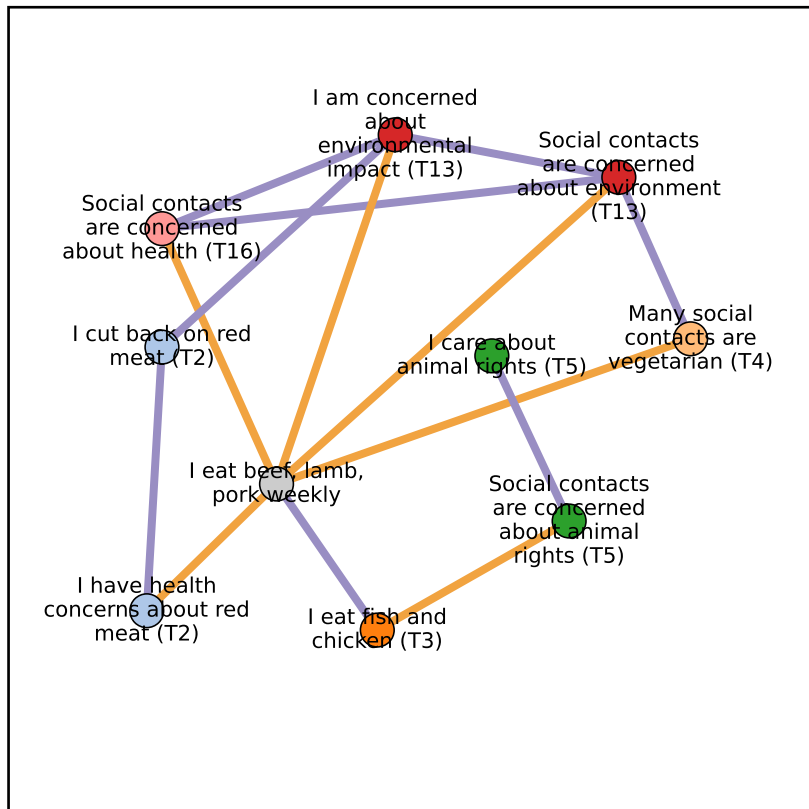 I am concerned
about
environmental
impact (T13)
Social contacts
are concerned
about environment
(T13)
Social contacts
are concerned
about health (T16)
I cut back on red
meat (T2)
I care about
animal rights (T5)
Many social
contacts are
vegetarian (T4)
I eat beef, lamb,
pork weekly
Social contacts
are concerned
about animal
rights (T5)
I have health
concerns about red
meat (T2)
I eat fish and
chicken (T3)